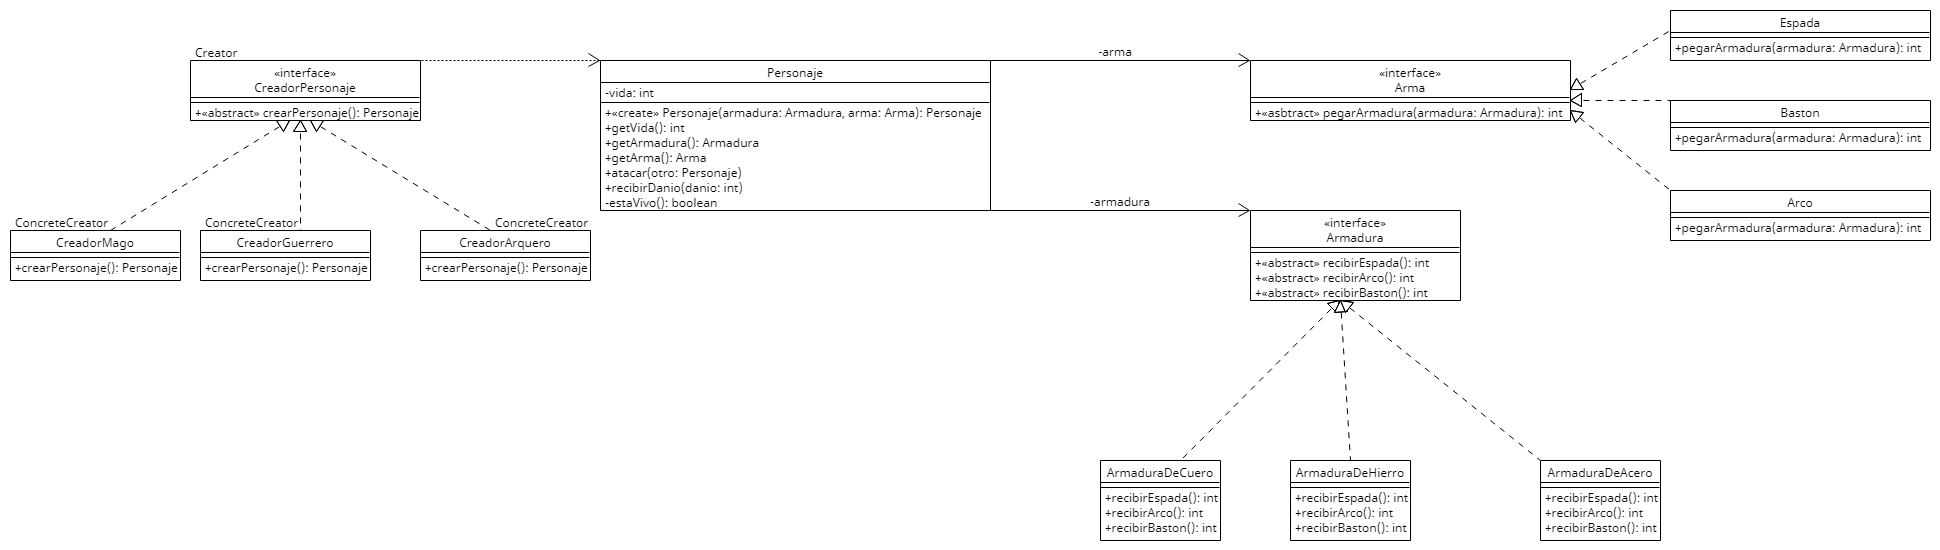 Creator
«interface»
CreadorPersonaje
+«abstract» crearPersonaje(): Personaje
ConcreteCreator
CreadorMago
+crearPersonaje(): Personaje
ConcreteCreator
CreadorGuerrero
+crearPersonaje(): Personaje
ConcreteCreator
CreadorArquero
+crearPersonaje(): Personaje
Personaje
-vida: int
+«create» Personaje(armadura: Armadura, arma: Arma): Personaje
+getVida(): int
+getArmadura(): Armadura
+getArma(): Arma
+atacar(otro: Personaje)
+recibirDanio(danio: int)
-estaVivo(): boolean
-arma
-armadura
«interface»
Arma
+«asbtract» pegarArmadura(armadura: Armadura): int
Espada
+pegarArmadura(armadura: Armadura): int
Baston
+pegarArmadura(armadura: Armadura): int
Arco
+pegarArmadura(armadura: Armadura): int
«interface»
Armadura
+«abstract» recibirEspada(): int
+«abstract» recibirArco(): int
+«abstract» recibirBaston(): int
ArmaduraDeCuero
+recibirEspada(): int
+recibirArco(): int
+recibirBaston(): int
ArmaduraDeHierro
+recibirEspada(): int
+recibirArco(): int
+recibirBaston(): int
ArmaduraDeAcero
+recibirEspada(): int
+recibirArco(): int
+recibirBaston(): int